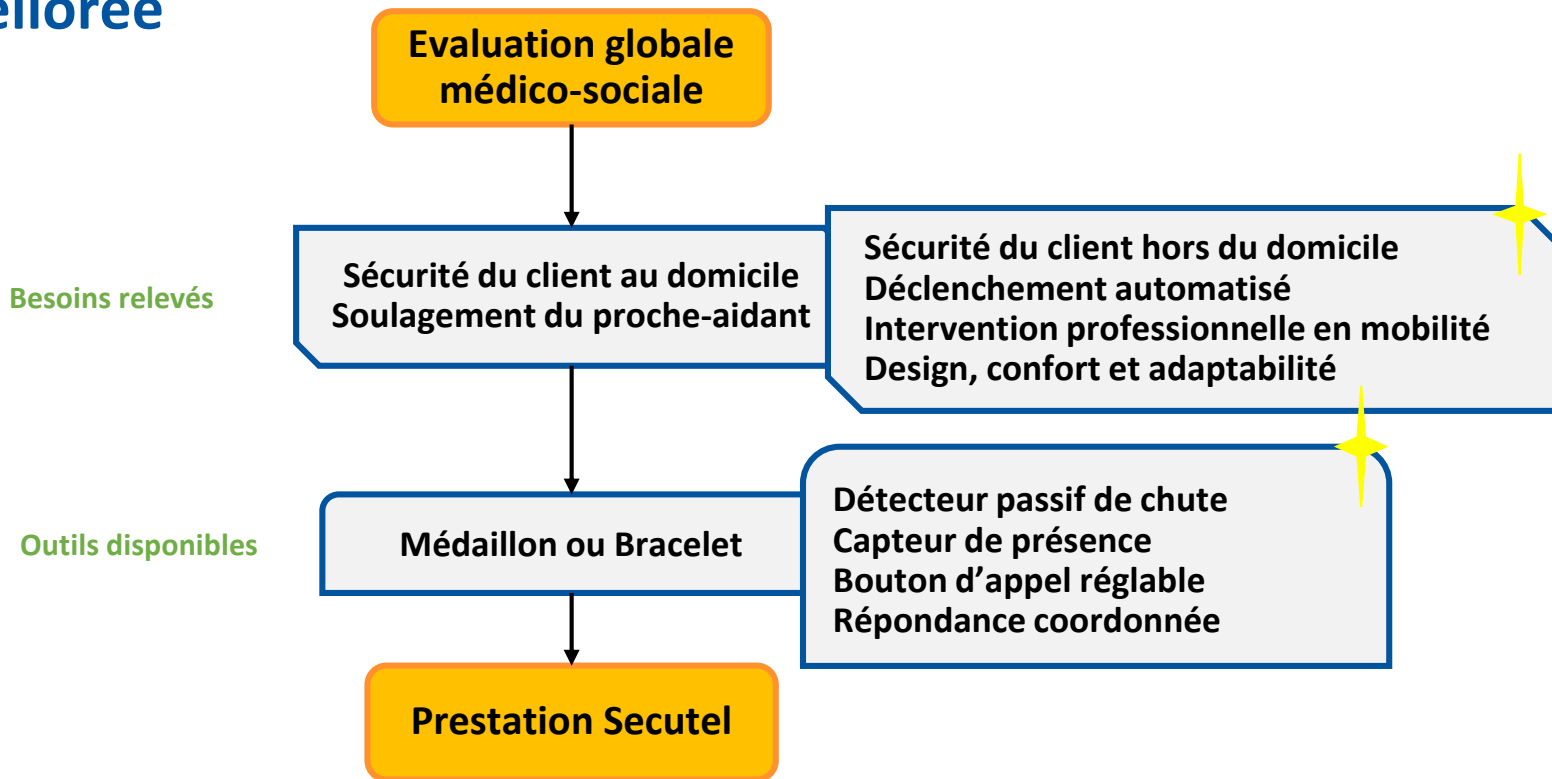 Evaluation globale
médico-sociale
Besoins relevés
Sécurité du client au domicile
Soulagement du proche-aidant
Sécurité du client hors du domicile
Déclenchement automatisé
Intervention professionnelle en mobilité
Design, confort et adaptabilité
Outils disponibles
Médaillon ou Bracelet
Détecteur passif de chute
Capteur de présence
Bouton d’appel réglable
Répondance coordonnée
Prestation Secutel